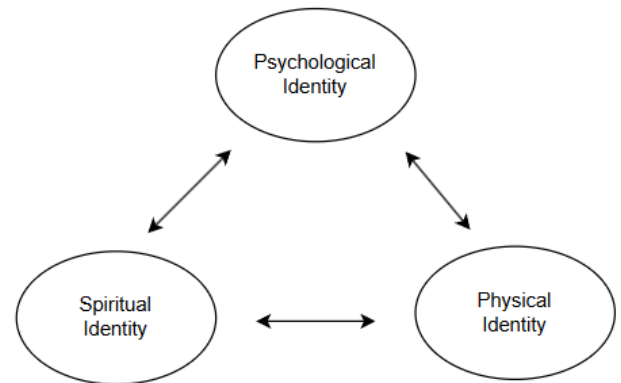 Psychological
Identity
Spiritual
Identity
Physical
Identity